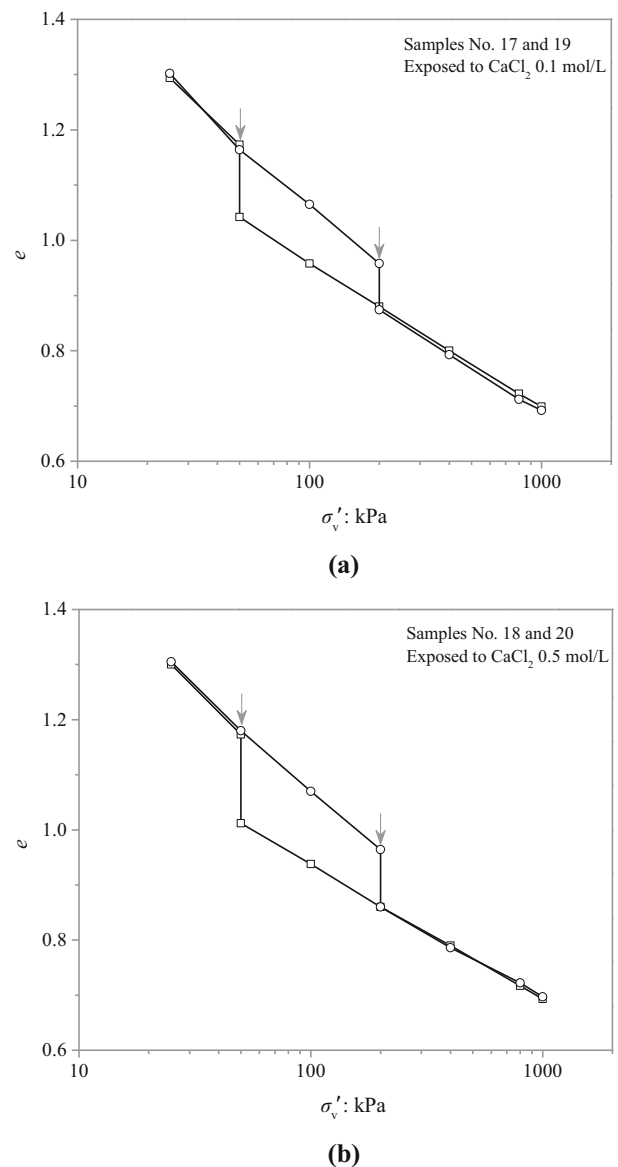 1.4
Samples No. 17 and 19
Exposed to CaCl₂ 0.1 mol/L
1.2
e
1.0
0.8
0.6
10
100
1000
σᵥ′: kPa
(a)
1.4
Samples No. 18 and 20
Exposed to CaCl₂ 0.5 mol/L
1.2
e
1.0
0.8
0.6
10
100
1000
σᵥ′: kPa
(b)